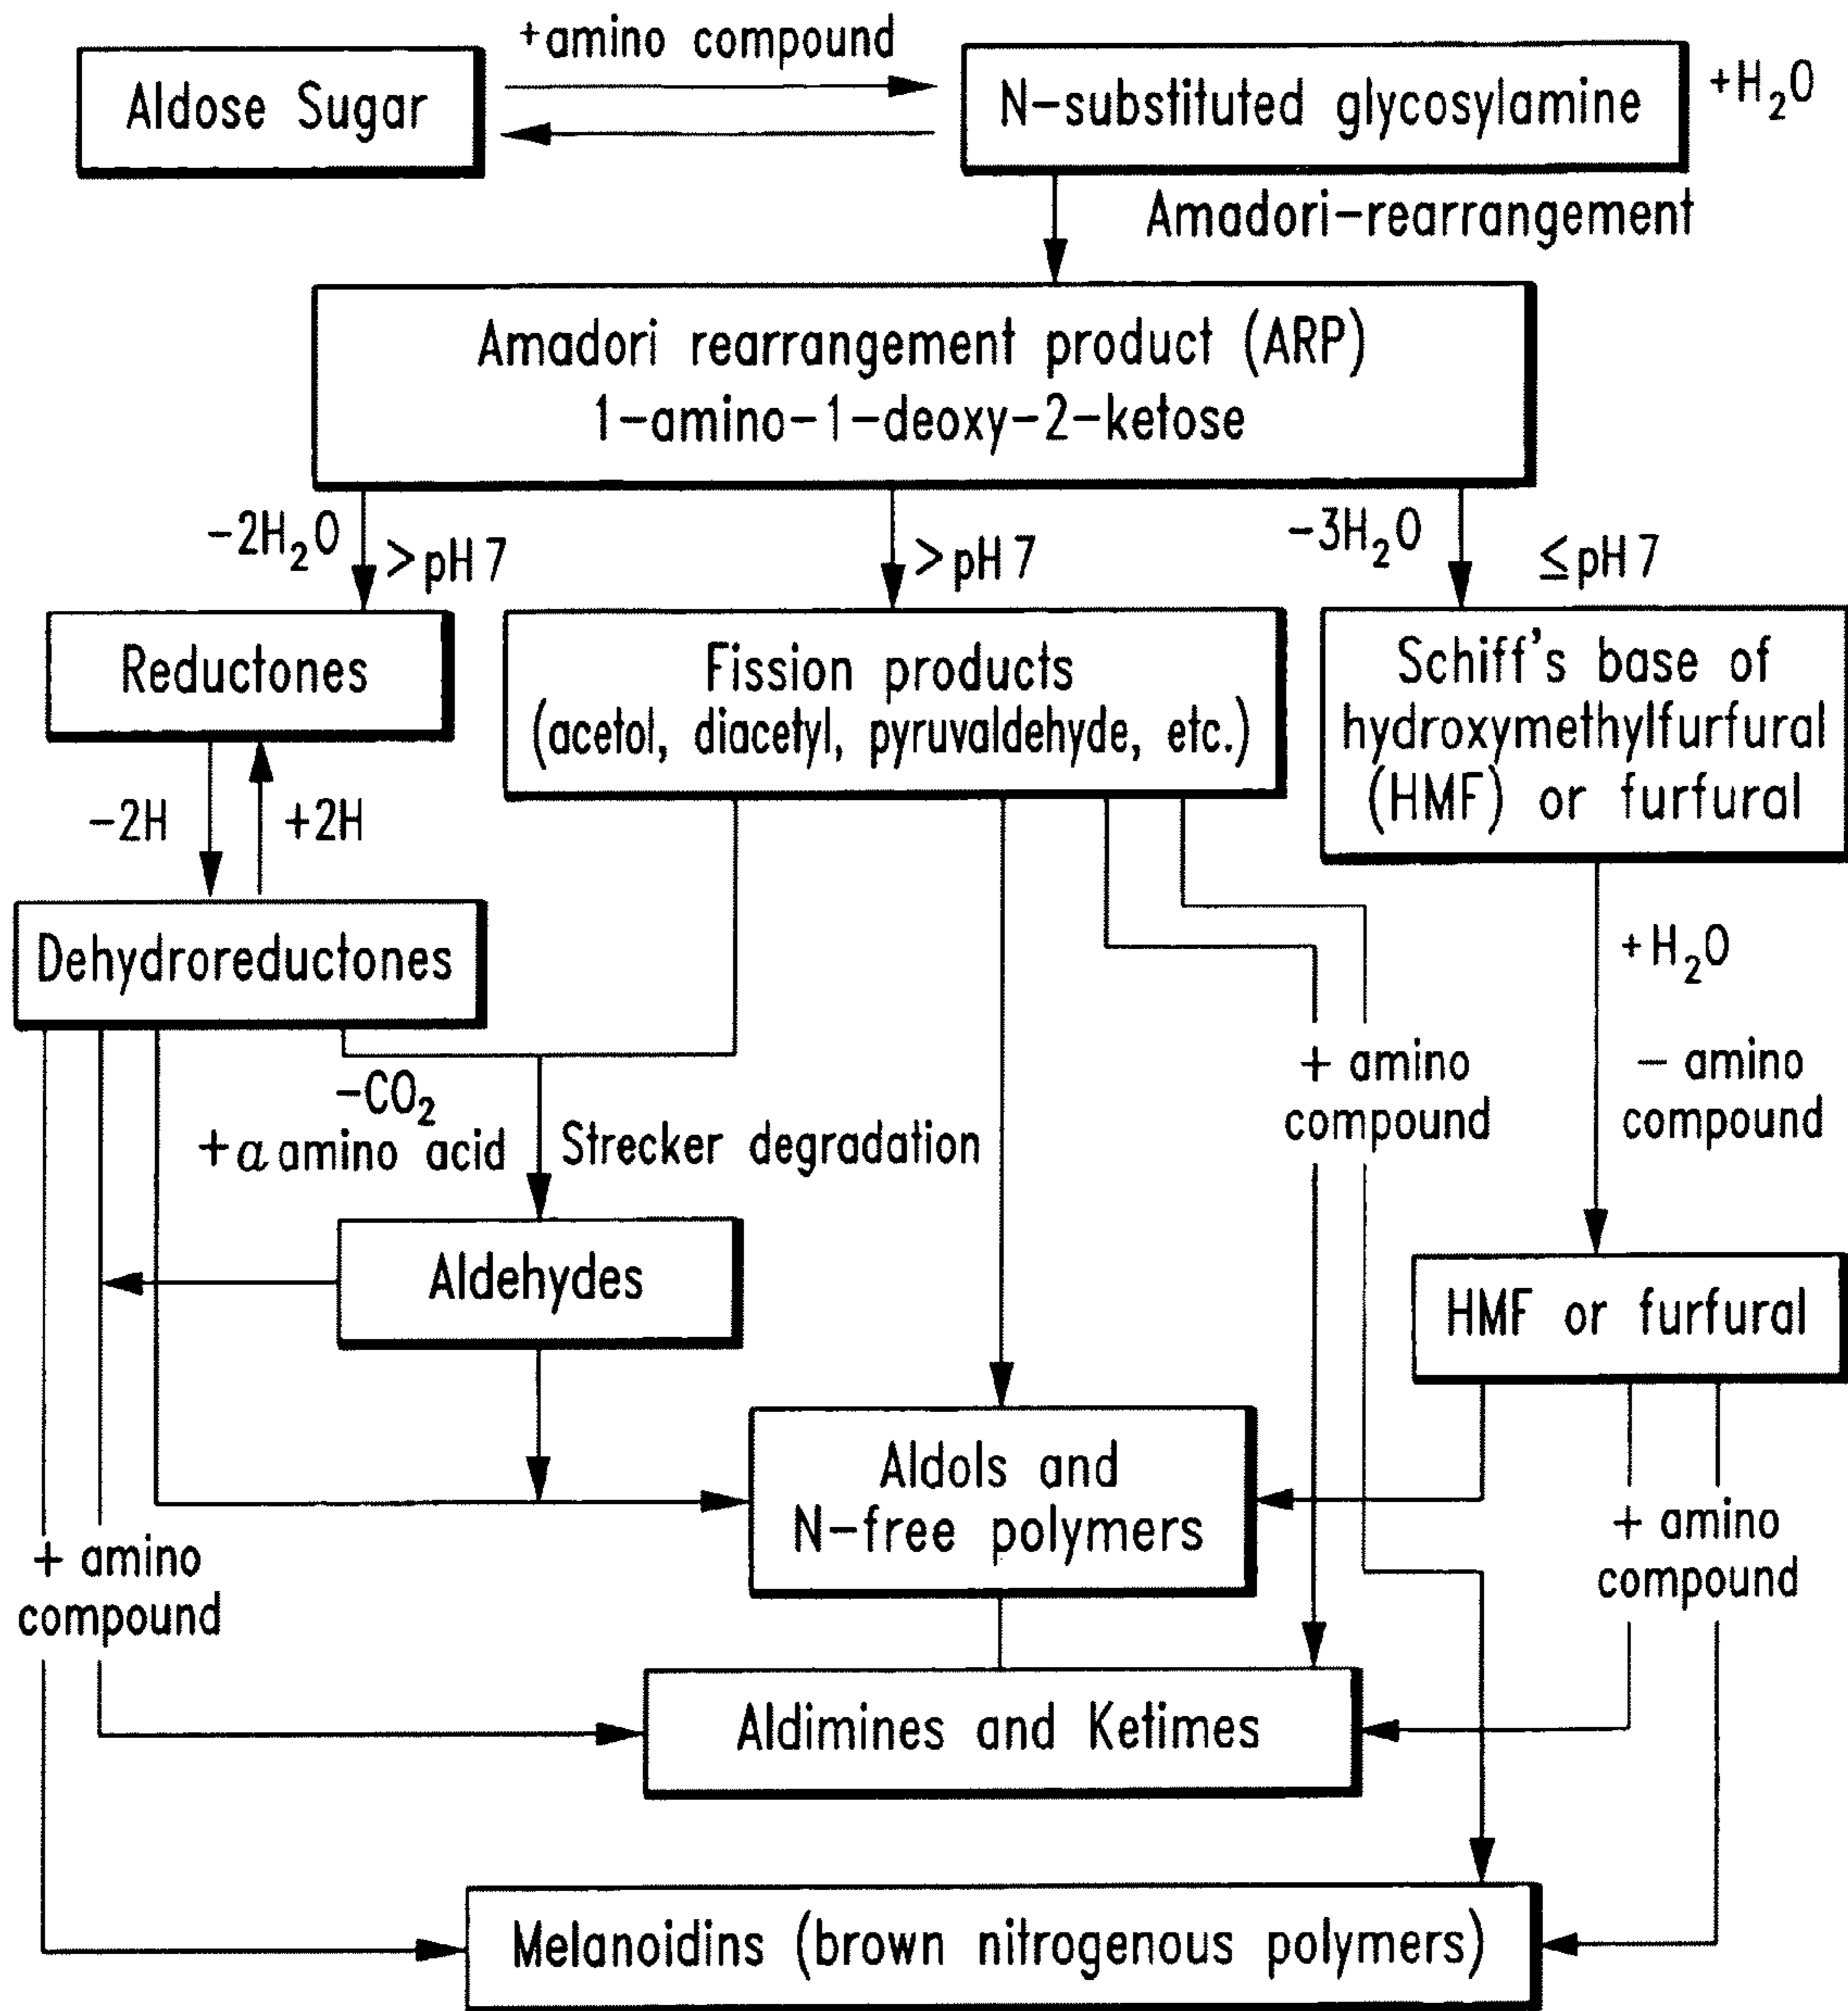 +amino compound
Aldose Sugar
N-substituted glycosylamine
+H₂O
Amadori-rearrangement
Amadori rearrangement product (ARP)
1-amino-1-deoxy-2-ketose
-2H₂O
>pH 7
>pH 7
-3H₂O
≤pH 7
Reductones
Fission products
(acetol, diacetyl, pyruvaldehyde, etc.)
Schiff's base of
hydroxymethylfurfural
(HMF) or furfural
-2H
+2H
Dehydroreductones
+H₂O
-CO₂
+α amino acid
Strecker degradation
+ amino
compound
- amino
compound
Aldehydes
HMF or furfural
Aldols and
N-free polymers
+ amino
compound
+ amino
compound
Aldimines and Ketimes
Melanoidins (brown nitrogenous polymers)